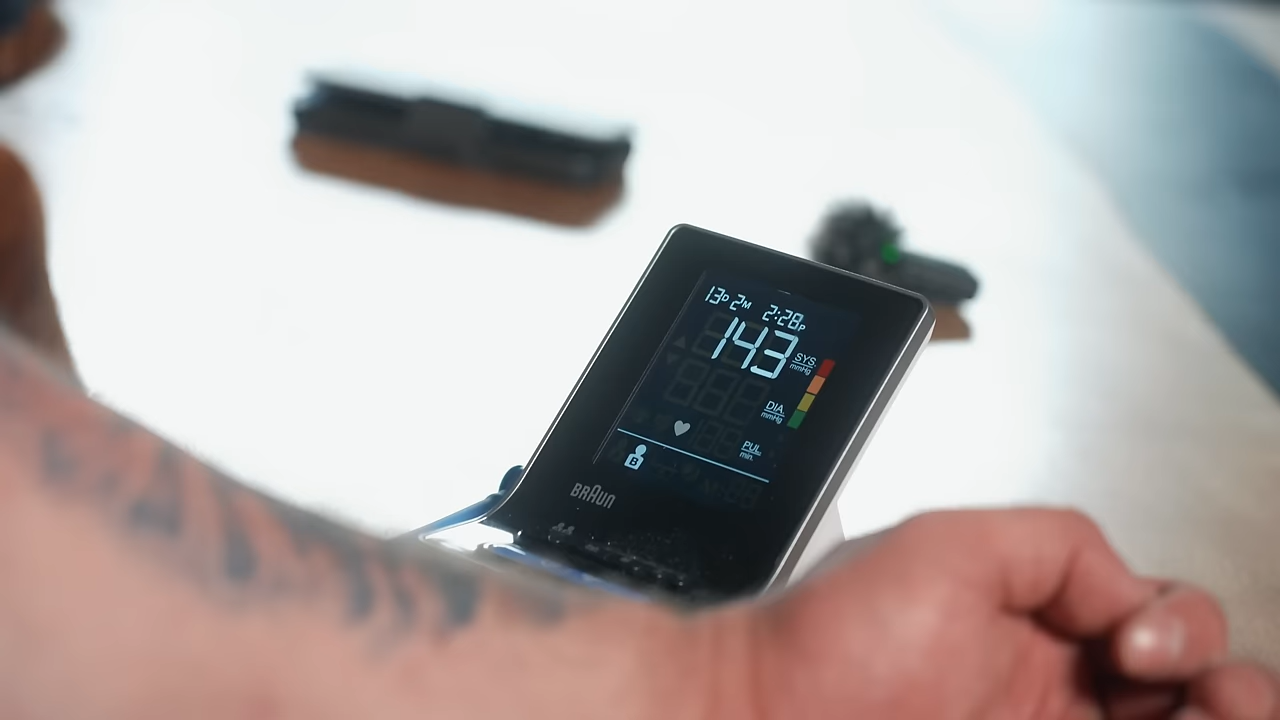 13D 2M 2:28P
143 SYS. mmHg
DIA. mmHg
PUL. min.
B
BRAUN